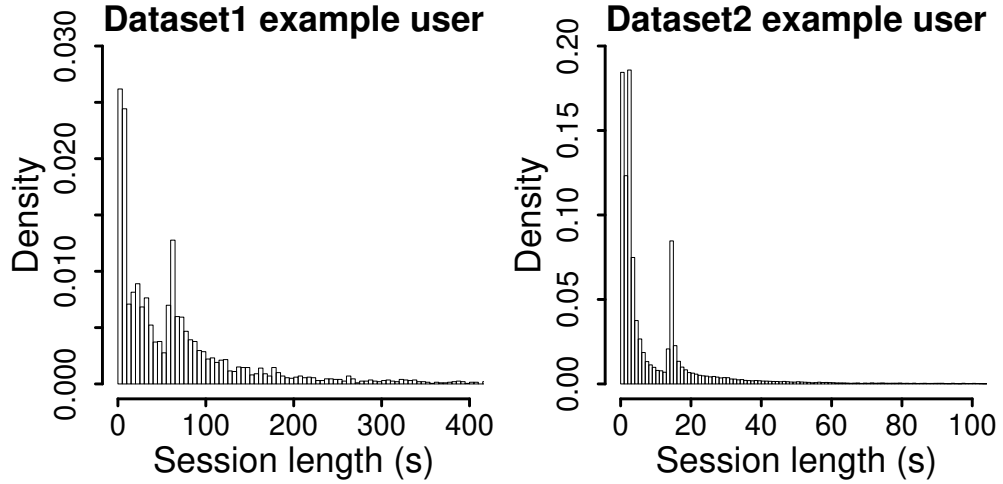 Dataset1 example user
Density
0.030
0.020
0.010
0.000
0 100 200 300 400
Session length (s)
Dataset2 example user
Density
0.20
0.15
0.10
0.05
0.00
0 20 40 60 80 100
Session length (s)